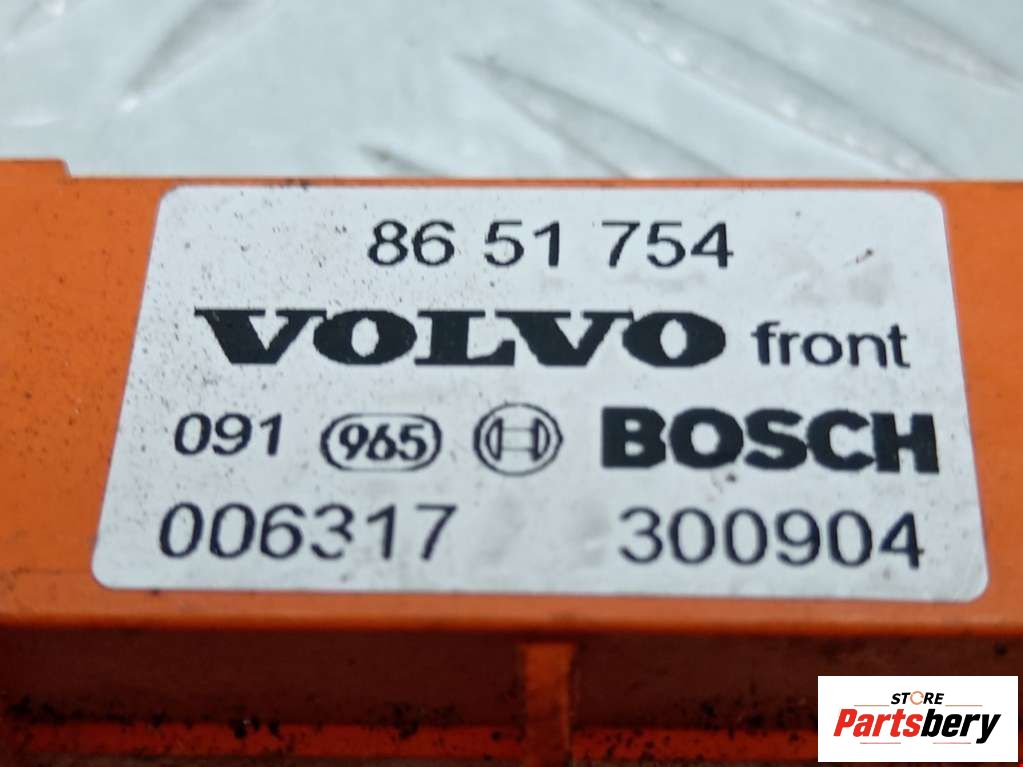 86 51 754
VOLVO front
091 965 BOSCH
006317 300904
STORE
Partsbery